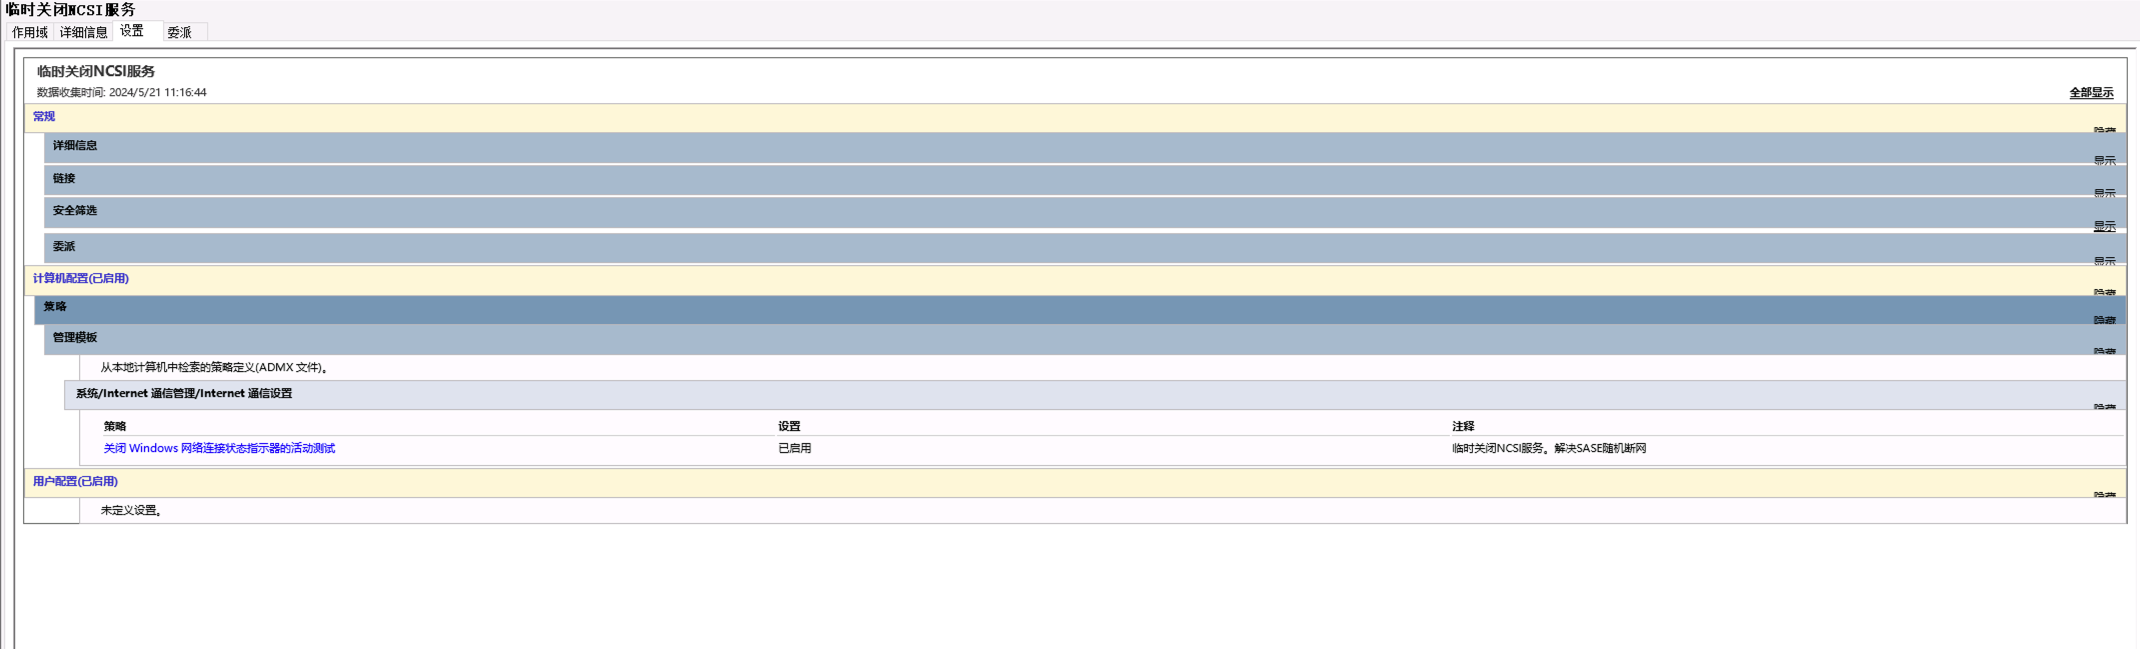 临时关闭NCSI服务
作用域 详细信息 设置 委派
临时关闭NCSI服务
数据收集时间: 2024/5/21 11:16:44
全部显示
常规
隐藏
详细信息
显示
链接
显示
安全筛选
显示
委派
显示
计算机配置(已启用)
隐藏
策略
隐藏
管理模板
隐藏
从本地计算机中检索的策略定义(ADMX 文件)。
系统/Internet 通信管理/Internet 通信设置
隐藏
策略 设置 注释
关闭 Windows 网络连接状态指示器的活动测试 已启用 临时关闭NCSI服务。解决SASE随机断网
用户配置(已启用)
隐藏
未定义设置。